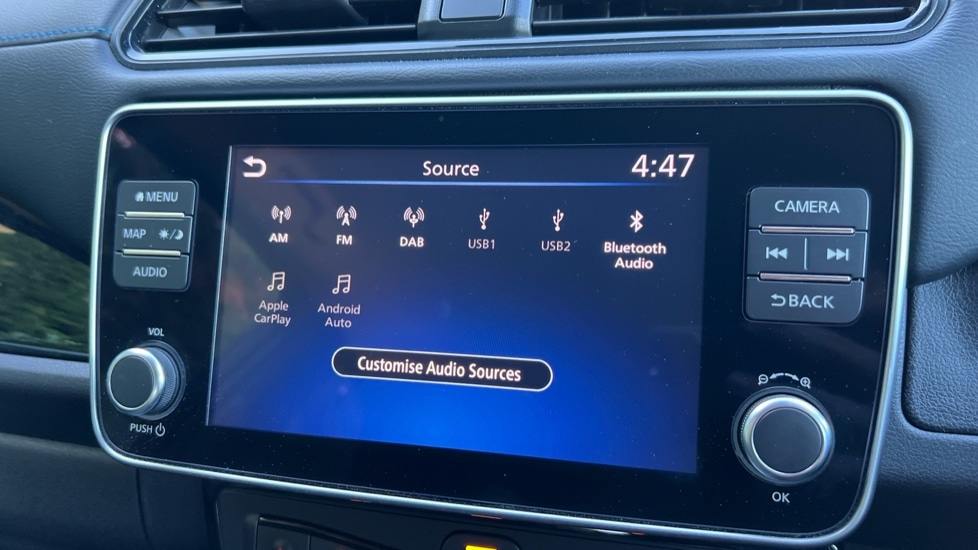 Source
4:47
AM
FM
DAB
USB1
USB2
Bluetooth
Audio
Apple
CarPlay
Android
Auto
Customise Audio Sources
MENU
MAP
AUDIO
VOL
PUSH
CAMERA
BACK
OK